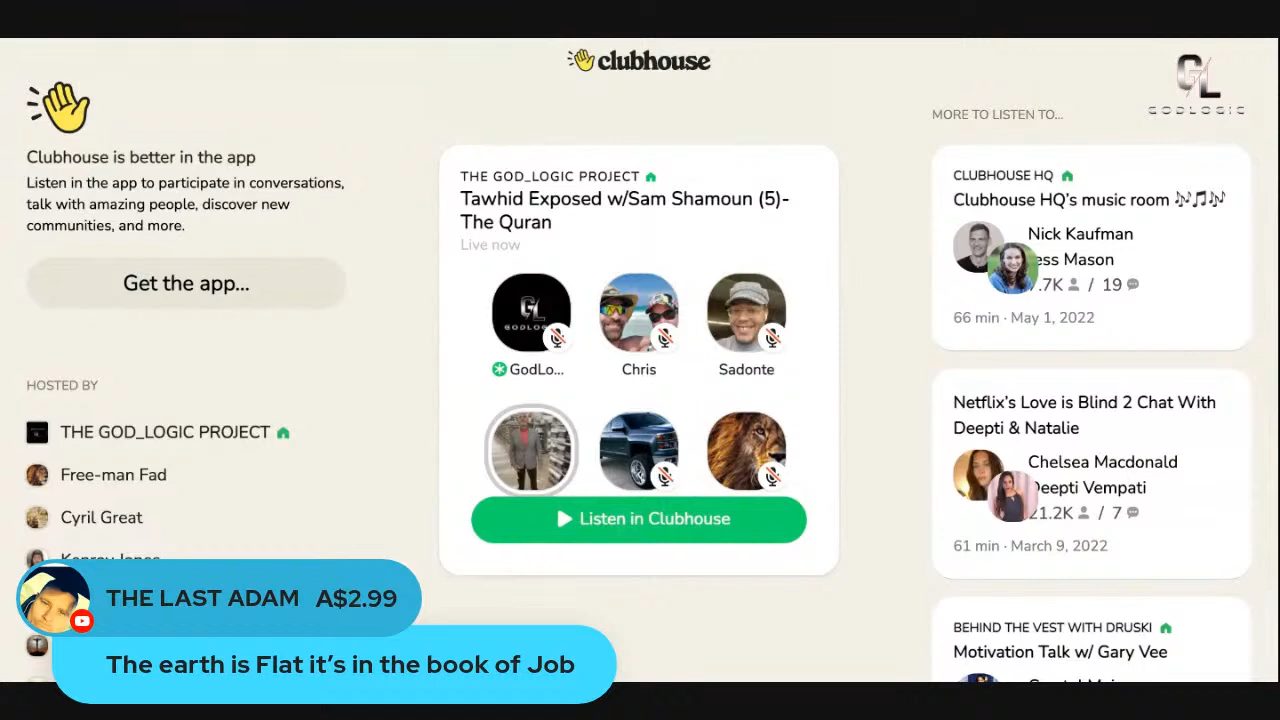 clubhouse
GL
GODLOGIC
Clubhouse is better in the app
Listen in the app to participate in conversations,
talk with amazing people, discover new
communities, and more.
Get the app...
HOSTED BY
THE GOD_LOGIC PROJECT
Free-man Fad
Cyril Great
THE GOD_LOGIC PROJECT
Tawhid Exposed w/Sam Shamoun (5)-
The Quran
Live now
GL
GodLo...
Chris
Sadonte
Listen in Clubhouse
MORE TO LISTEN TO...
CLUBHOUSE HQ
Clubhouse HQ's music room 🎶🎵🎶
Nick Kaufman
ess Mason
.7K / 19
66 min · May 1, 2022
Netflix's Love is Blind 2 Chat With
Deepti & Natalie
Chelsea Macdonald
Deepti Vempati
21.2K / 7
61 min · March 9, 2022
BEHIND THE VEST WITH DRUSKI
Motivation Talk w/ Gary Vee
THE LAST ADAM A$2.99
The earth is Flat it's in the book of Job